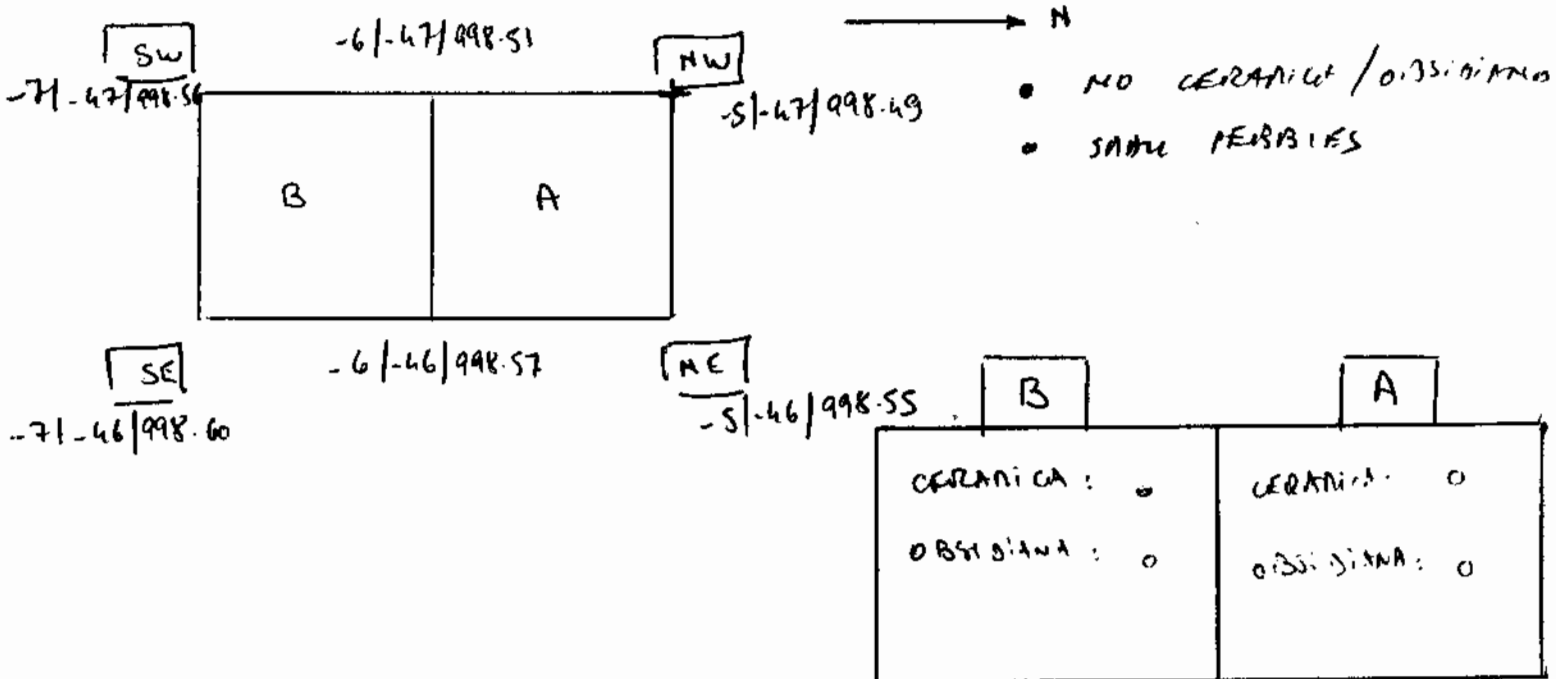 SW
-6/-47/998.51
NW
N
-7/-47/998.56
-5/-47/998.49
• NO CERAMICA/OBSIDIANA
• SMALL PEBBLES
B
A
SE
-6/-46/998.57
NE
-7/-46/998.60
-5/-46/998.55
B
A
CERAMICA: 0
CERAMICA: 0
OBSIDIANA: 0
OBSIDIANA: 0